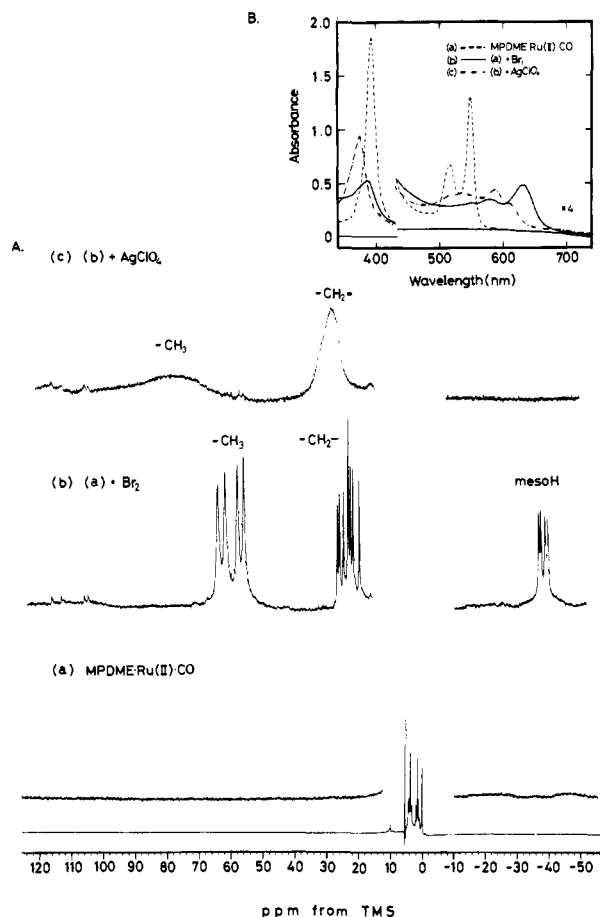 B.
2.0
1.5
1.0
0.5
0
Absorbance
(a) ----- MPDME·Ru(II)·CO
(b) —— (a) + Br₂
(c) -·-·- (b) + AgClO₄
×4
400 500 600 700
Wavelength(nm)
A.
(c) (b) + AgClO₄
-CH₃
-CH₂-
(b) (a) + Br₂
-CH₃
-CH₂-
mesoH
(a) MPDME·Ru(II)·CO
120 110 100 90 80 70 60 50 40 30 20 10 0 -10 -20 -30 -40 -50
ppm from TMS